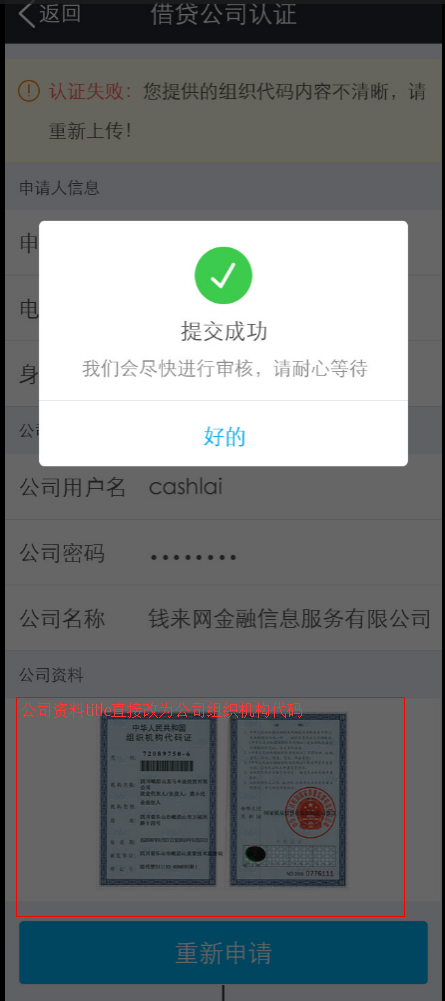 返回
借贷公司认证
认证失败：您提供的组织代码内容不清晰，请
重新上传！
申请人信息
申
提交成功
电
我们会尽快进行审核，请耐心等待
身
好的
公司用户名 cashlai
公司密码 ••••••••
公司名称 钱来网金融信息服务有限公司
公司资料
公司资料title直接改为公司组织机构代码
中华人民共和国
组织机构代码证
重新申请